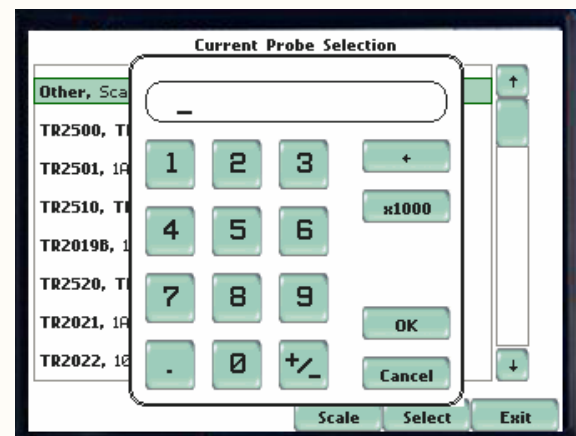 Current Probe Selection
Other, Sca
TR2500, T
TR2501, 1A
TR2510, T
TR2019B, 1
TR2520, T
TR2021, 1A
TR2022, 10
_
1 2 3 ←
x1000
4 5 6
7 8 9
OK
. 0 +/_
Cancel
↑
↓
Scale Select Exit